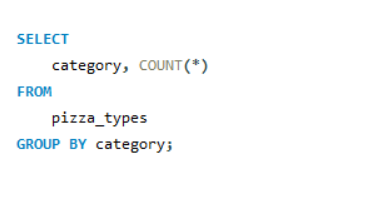 SELECT
    category, COUNT(*)
FROM
    pizza_types
GROUP BY category;